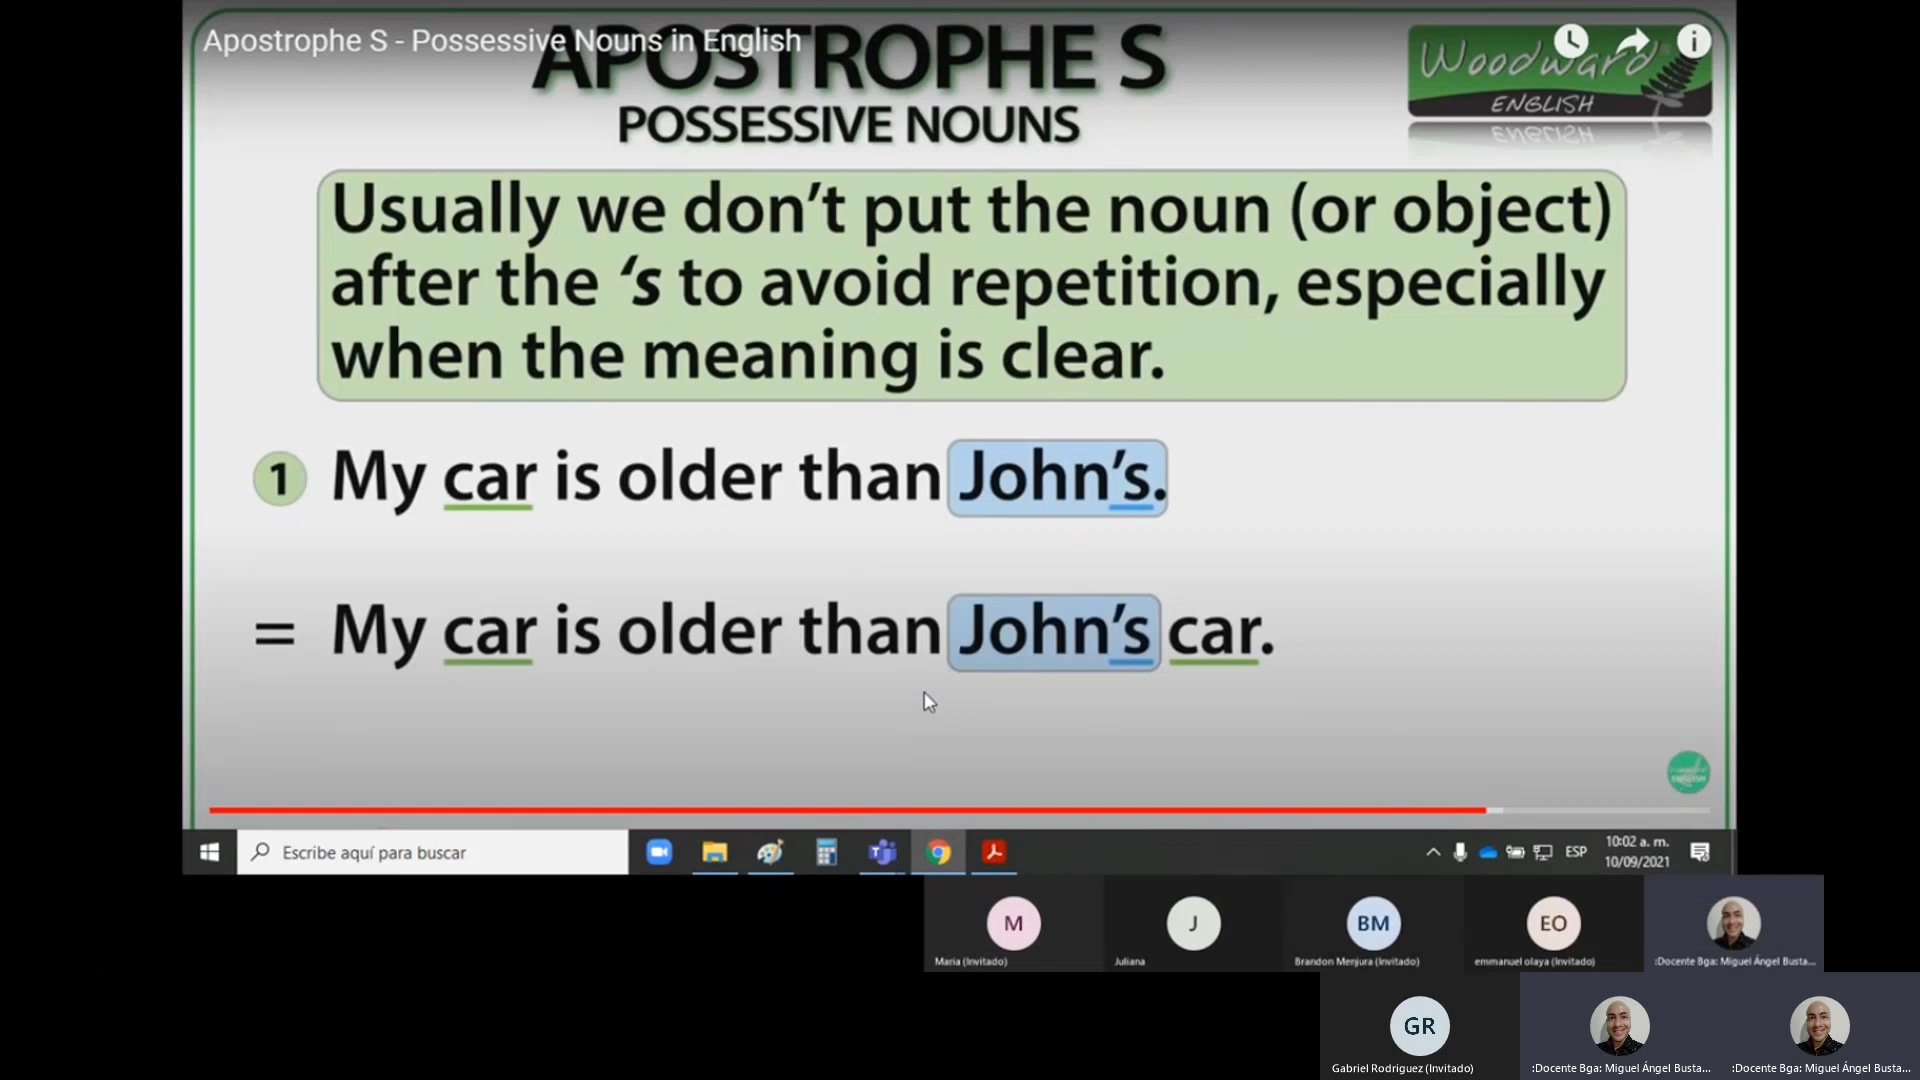 Apostrophe S - Possessive Nouns in English
APOSTROPHE S
POSSESSIVE NOUNS
Woodward
ENGLISH
Usually we don't put the noun (or object)
after the ‘s to avoid repetition, especially
when the meaning is clear.
1 My car is older than John's.
= My car is older than John's car.
Escribe aquí para buscar
ESP
10:02 a. m.
10/09/2021
M
J
BM
EO
Maria (Invitado)
Juliana
Brandon Menjura (Invitado)
emmanuel olaya (Invitado)
:Docente Bga: Miguel Ángel Busta...
GR
Gabriel Rodriguez (Invitado)
:Docente Bga: Miguel Ángel Busta...
:Docente Bga: Miguel Ángel Busta...